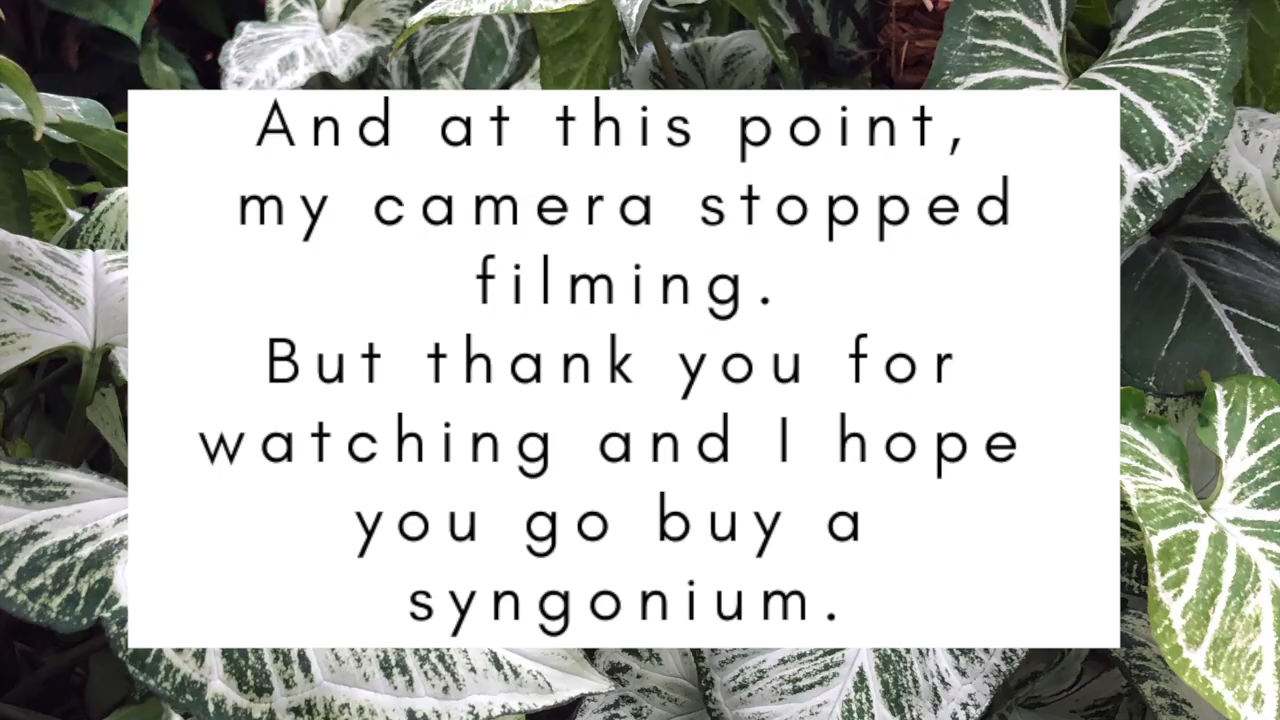 And at this point,
my camera stopped
filming.
But thank you for
watching and I hope
you go buy a
syngonium.